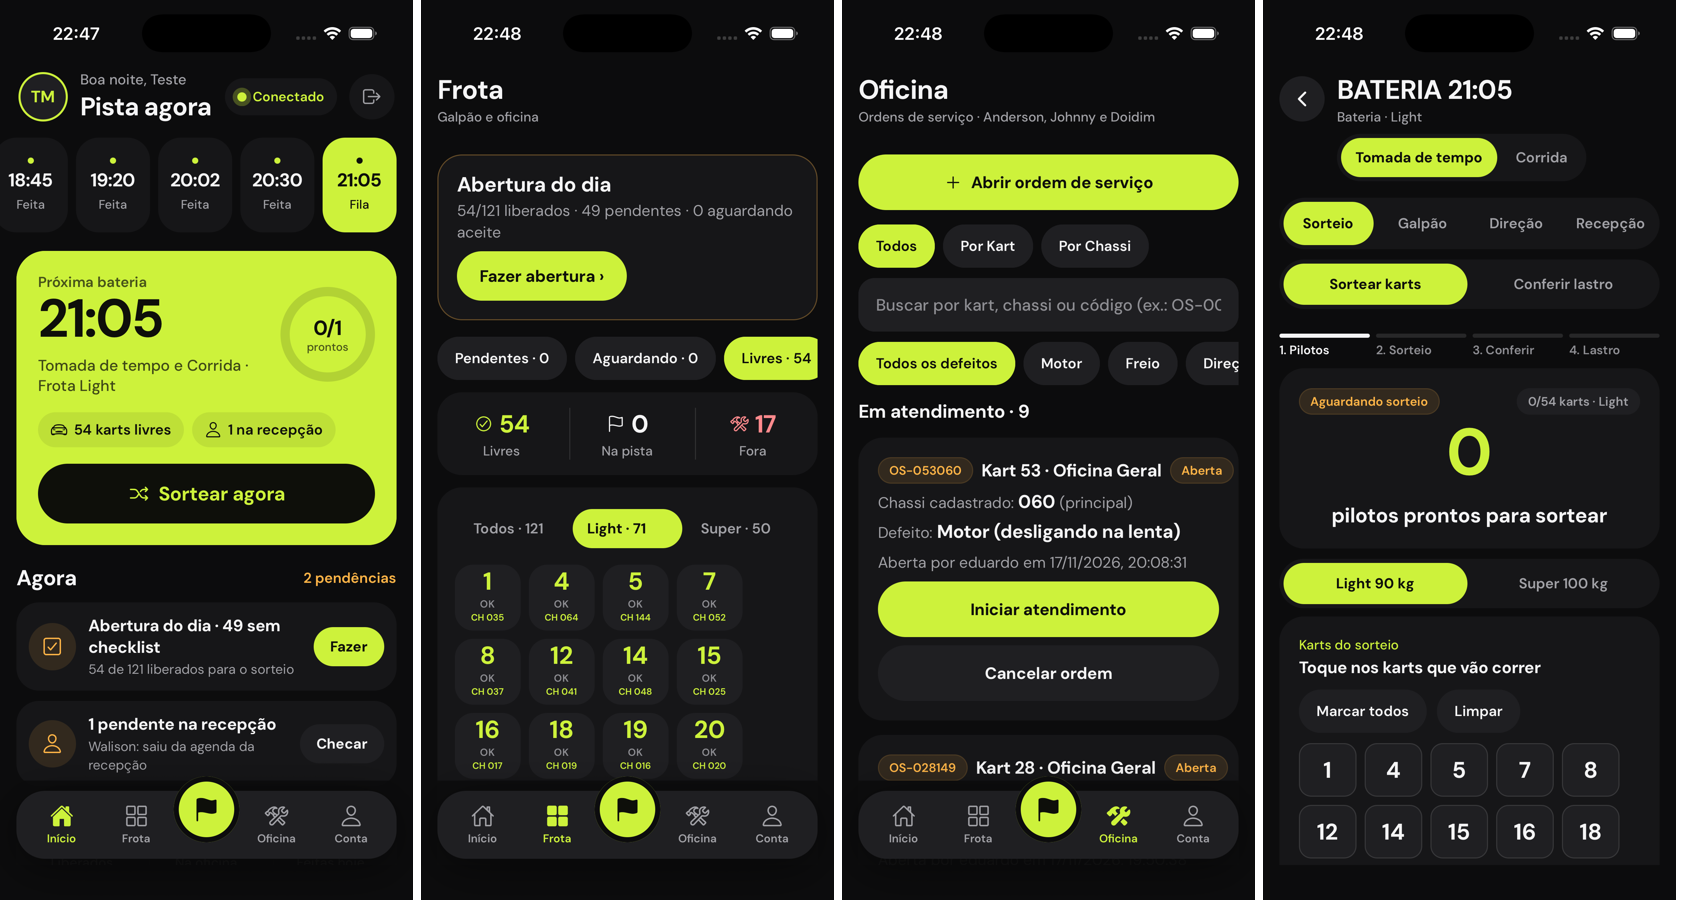 22:47
TM
Boa noite, Teste
Pista agora
Conectado
18:45
Feita
19:20
Feita
20:02
Feita
20:30
Feita
21:05
Fila
Próxima bateria
21:05
0/1
prontos
Tomada de tempo e Corrida ·
Frota Light
54 karts livres
1 na recepção
Sortear agora
Agora
2 pendências
Abertura do dia · 49 sem
checklist
54 de 121 liberados para o sorteio
Fazer
1 pendente na recepção
Walison: saiu da agenda da
recepção
Checar
Início
Frota
Oficina
Conta
22:48
Frota
Galpão e oficina
Abertura do dia
54/121 liberados · 49 pendentes · 0 aguardando
aceite
Fazer abertura ›
Pendentes · 0
Aguardando · 0
Livres · 54
54
Livres
0
Na pista
17
Fora
Todos · 121
Light · 71
Super · 50
1
OK
CH 035
4
OK
CH 064
5
OK
CH 144
7
OK
CH 052
8
OK
CH 037
12
OK
CH 041
14
OK
CH 048
15
OK
CH 025
16
OK
CH 017
18
OK
CH 019
19
OK
CH 016
20
OK
CH 020
Início
Frota
Oficina
Conta
22:48
Oficina
Ordens de serviço · Anderson, Johnny e Doidim
+ Abrir ordem de serviço
Todos
Por Kart
Por Chassi
Buscar por kart, chassi ou código (ex.: OS-00
Todos os defeitos
Motor
Freio
Direç
Em atendimento · 9
OS-053060
Kart 53 · Oficina Geral
Aberta
Chassi cadastrado: 060 (principal)
Defeito: Motor (desligando na lenta)
Aberta por eduardo em 17/11/2026, 20:08:31
Iniciar atendimento
Cancelar ordem
OS-028149
Kart 28 · Oficina Geral
Aberta
Início
Frota
Oficina
Conta
22:48
BATERIA 21:05
Bateria · Light
Tomada de tempo
Corrida
Sorteio
Galpão
Direção
Recepção
Sortear karts
Conferir lastro
1. Pilotos
2. Sorteio
3. Conferir
4. Lastro
Aguardando sorteio
0/54 karts · Light
0
pilotos prontos para sortear
Light 90 kg
Super 100 kg
Karts do sorteio
Toque nos karts que vão correr
Marcar todos
Limpar
1
4
5
7
8
12
14
15
16
18